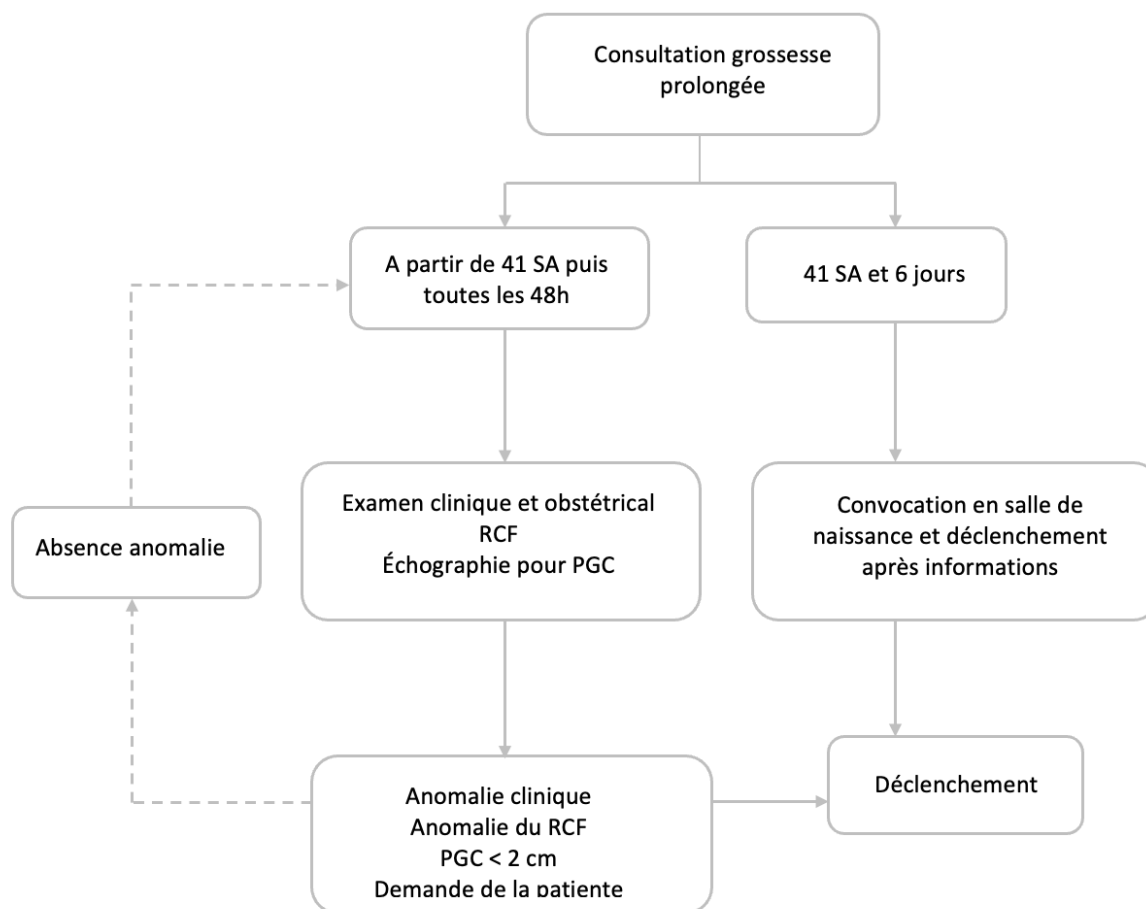 Consultation grossesse
prolongée
A partir de 41 SA puis
toutes les 48h
41 SA et 6 jours
Absence anomalie
Examen clinique et obstétrical
RCF
Échographie pour PGC
Convocation en salle de
naissance et déclenchement
après informations
Anomalie clinique
Anomalie du RCF
PGC < 2 cm
Demande de la patiente
Déclenchement